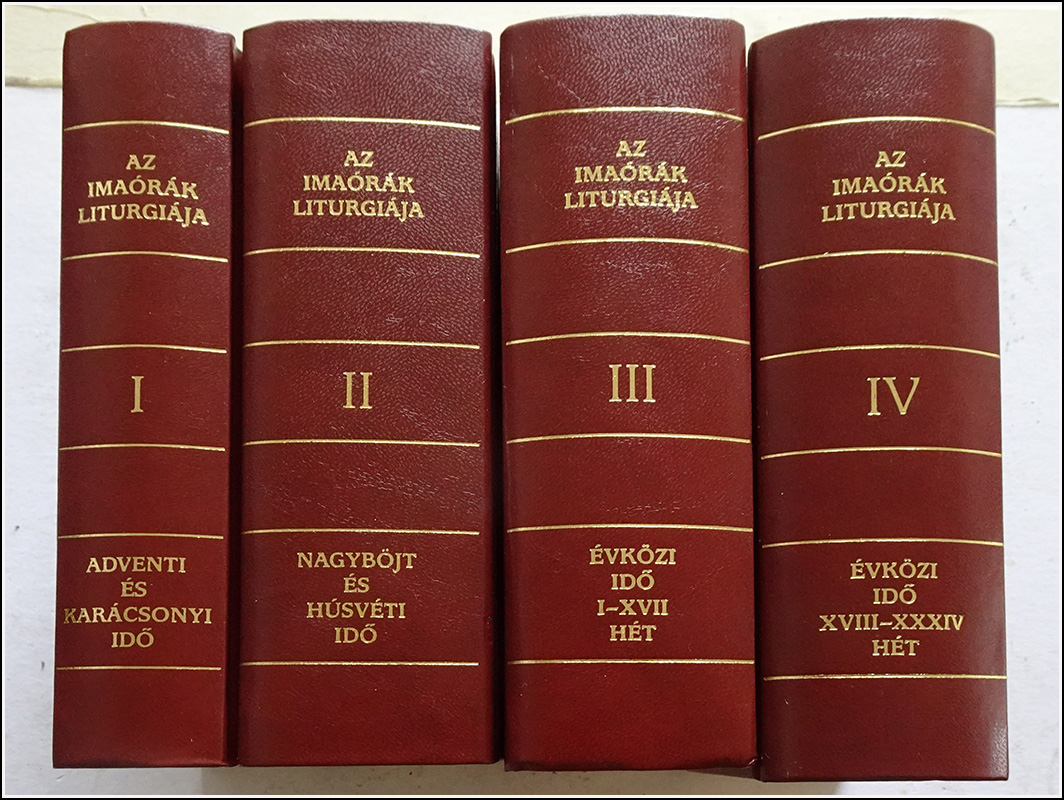 AZ
IMAÓRÁK
LITURGIÁJA
I
ADVENTI
ÉS
KARÁCSONYI
IDŐ
AZ
IMAÓRÁK
LITURGIÁJA
II
NAGYBÖJT
ÉS
HÚSVÉTI
IDŐ
AZ
IMAÓRÁK
LITURGIÁJA
III
ÉVKÖZI
IDŐ
I–XVII
HÉT
AZ
IMAÓRÁK
LITURGIÁJA
IV
ÉVKÖZI
IDŐ
XVIII–XXXIV
HÉT